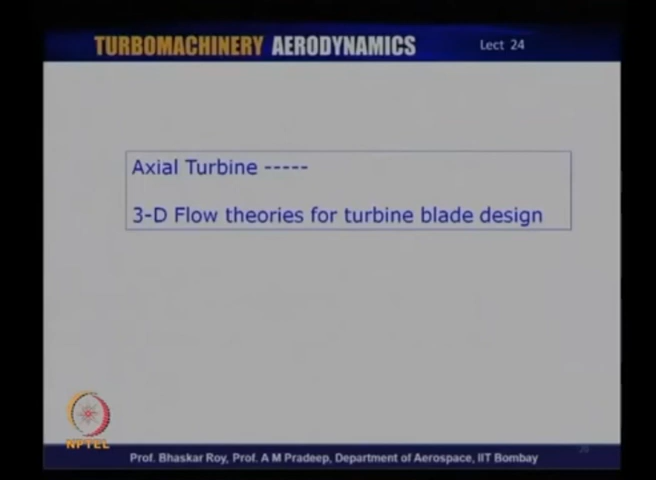 TURBOMACHINERY AERODYNAMICS Lect 24
Axial Turbine -----
3-D Flow theories for turbine blade design
NPTEL
Prof. Bhaskar Roy, Prof. A M Pradeep, Department of Aerospace, IIT Bombay